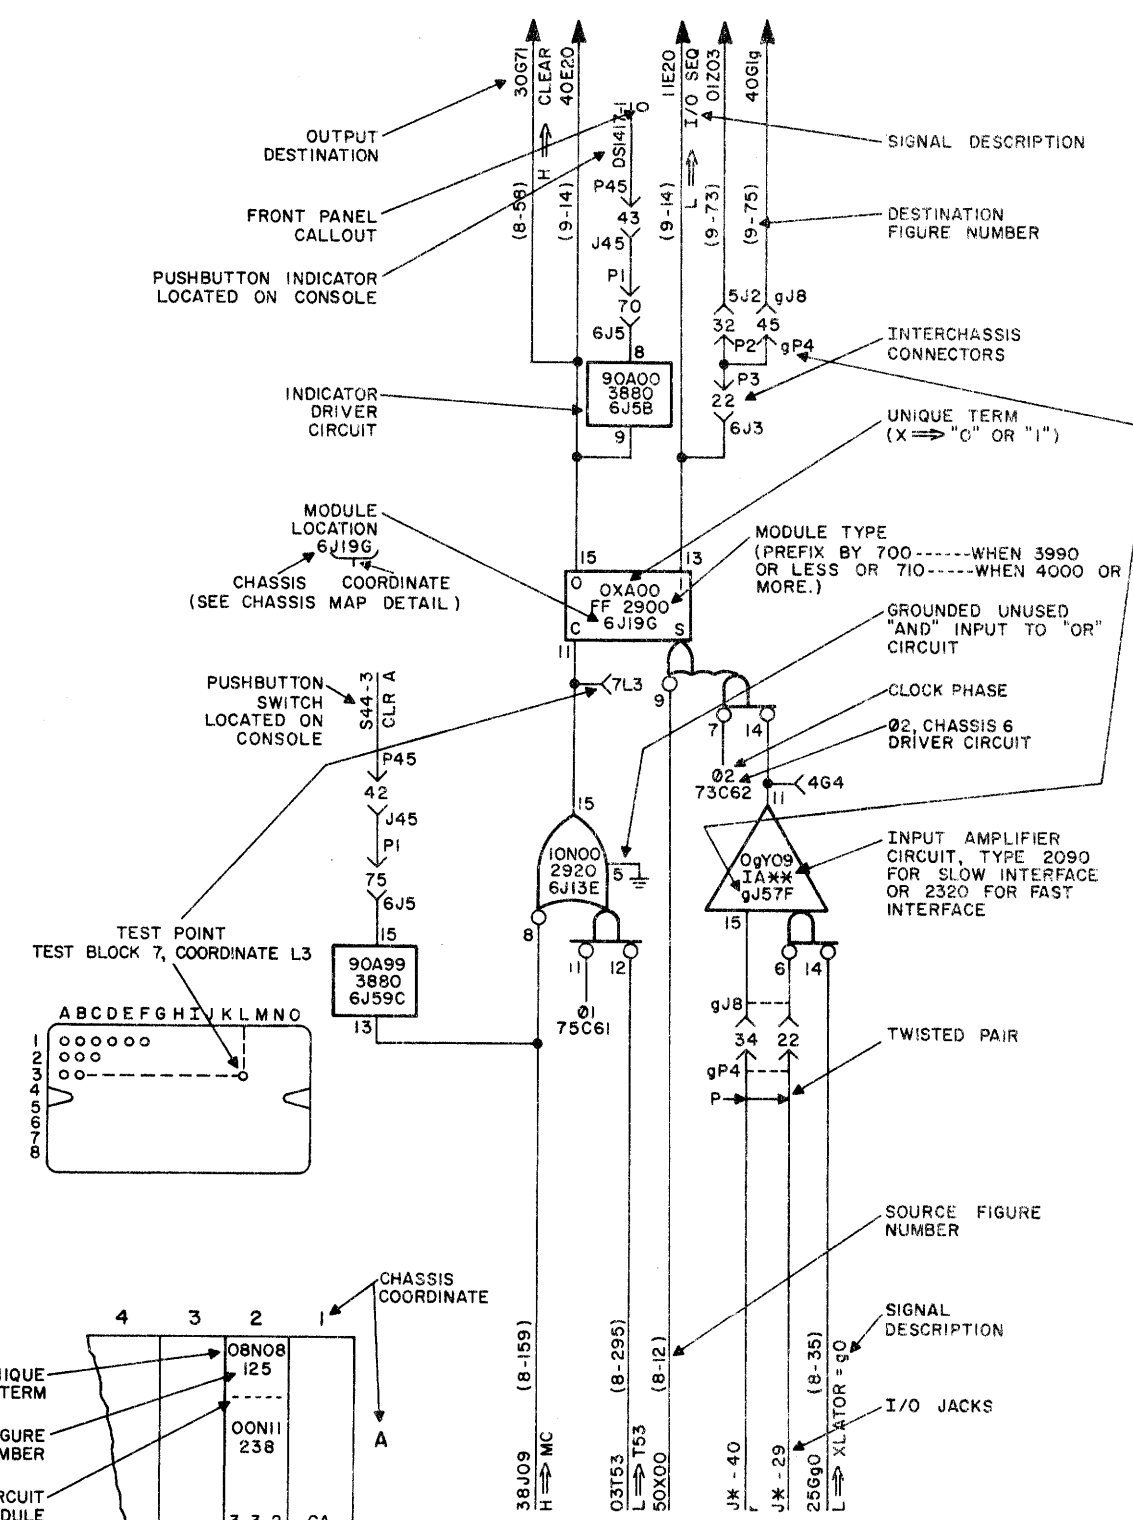 30G71
H ⟹ CLEAR
(8-58)
40E20
(9-14)
11E20
L ⟹ I/O SEQ
(9-14)
01Z03
(9-73)
40G1g
(9-75)
OUTPUT
DESTINATION
FRONT PANEL
CALLOUT
PUSHBUTTON INDICATOR
LOCATED ON CONSOLE
0
P45
43
J45
P1
70
6J5
8
SIGNAL DESCRIPTION
DESTINATION
FIGURE NUMBER
5J2
gJ8
32
45
P2
gP4
P3
22
6J3
INTERCHASSIS
CONNECTORS
INDICATOR
DRIVER
CIRCUIT
90A00
3880
6J5B
9
UNIQUE TERM
(X ⟹ "0" OR "1")
MODULE
LOCATION
6J19G
CHASSIS COORDINATE
(SEE CHASSIS MAP DETAIL)
15
13
0
1
0XA00
FF 2900
6J19G
C
S
11
MODULE TYPE
(PREFIX BY 700------WHEN 3990
OR LESS OR 710-----WHEN 4000 OR
MORE.)
GROUNDED UNUSED
"AND" INPUT TO "OR"
CIRCUIT
7L3
9
7
14
CLOCK PHASE
Ø2, CHASSIS 6
DRIVER CIRCUIT
Ø2
73C62
4G4
11
PUSHBUTTON
SWITCH
LOCATED ON
CONSOLE
S44-3
CLR A
P45
42
J45
P1
75
6J5
15
90A99
3880
6J59C
13
15
10N00
2920
6J13E
5
8
11
12
Ø1
75C61
0gY09
IA**
gJ57F
15
6
14
INPUT AMPLIFIER
CIRCUIT, TYPE 2090
FOR SLOW INTERFACE
OR 2320 FOR FAST
INTERFACE
TEST POINT
TEST BLOCK 7, COORDINATE L3
A B C D E F G H I J K L M N O
1
2
3
4
5
6
7
8
gJ8
34
22
gP4
P
TWISTED PAIR
SOURCE FIGURE
NUMBER
SIGNAL
DESCRIPTION
I/O JACKS
CHASSIS
COORDINATE
4 3 2 1
08N08
125
00N11
238
A
TERM
38J09
H ⟹ MC
(8-159)
03T53
L ⟹ T53
(8-295)
50X00
(8-12)
J*-40
J*-29
25Gg0
L ⟹ XLATOR = g0
(8-35)